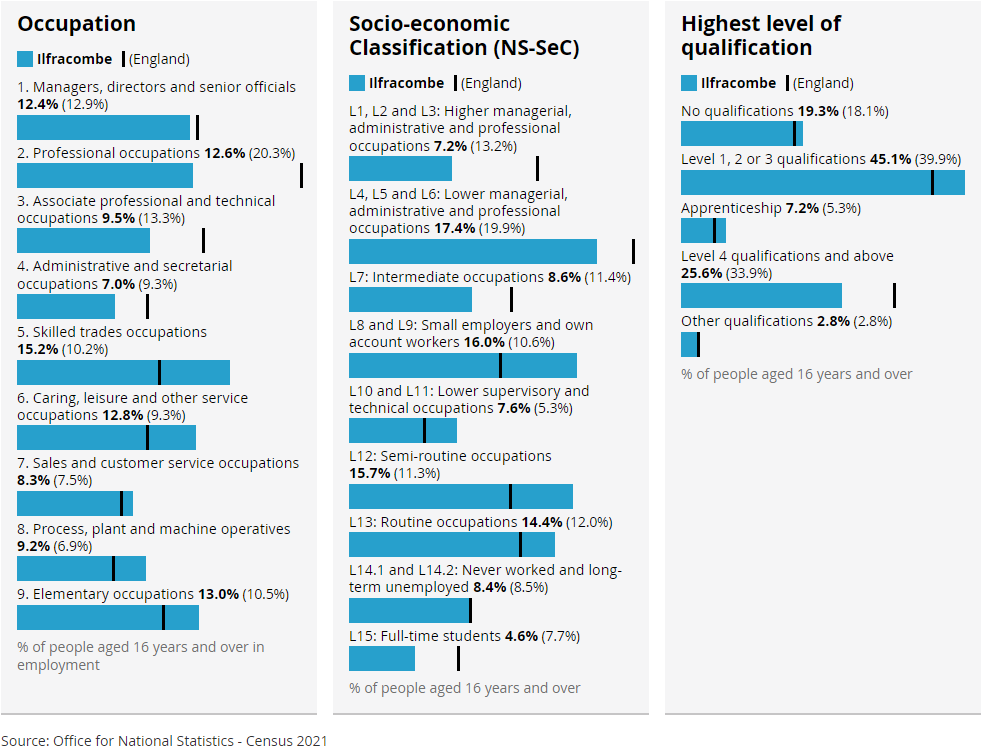 Occupation
Ilfracombe (England)
1. Managers, directors and senior officials
12.4% (12.9%)
2. Professional occupations 12.6% (20.3%)
3. Associate professional and technical
occupations 9.5% (13.3%)
4. Administrative and secretarial
occupations 7.0% (9.3%)
5. Skilled trades occupations
15.2% (10.2%)
6. Caring, leisure and other service
occupations 12.8% (9.3%)
7. Sales and customer service occupations
8.3% (7.5%)
8. Process, plant and machine operatives
9.2% (6.9%)
9. Elementary occupations 13.0% (10.5%)
% of people aged 16 years and over in
employment
Socio-economic
Classification (NS-SeC)
Ilfracombe (England)
L1, L2 and L3: Higher managerial,
administrative and professional
occupations 7.2% (13.2%)
L4, L5 and L6: Lower managerial,
administrative and professional
occupations 17.4% (19.9%)
L7: Intermediate occupations 8.6% (11.4%)
L8 and L9: Small employers and own
account workers 16.0% (10.6%)
L10 and L11: Lower supervisory and
technical occupations 7.6% (5.3%)
L12: Semi-routine occupations
15.7% (11.3%)
L13: Routine occupations 14.4% (12.0%)
L14.1 and L14.2: Never worked and long-
term unemployed 8.4% (8.5%)
L15: Full-time students 4.6% (7.7%)
% of people aged 16 years and over
Highest level of
qualification
Ilfracombe (England)
No qualifications 19.3% (18.1%)
Level 1, 2 or 3 qualifications 45.1% (39.9%)
Apprenticeship 7.2% (5.3%)
Level 4 qualifications and above
25.6% (33.9%)
Other qualifications 2.8% (2.8%)
% of people aged 16 years and over
Source: Office for National Statistics - Census 2021